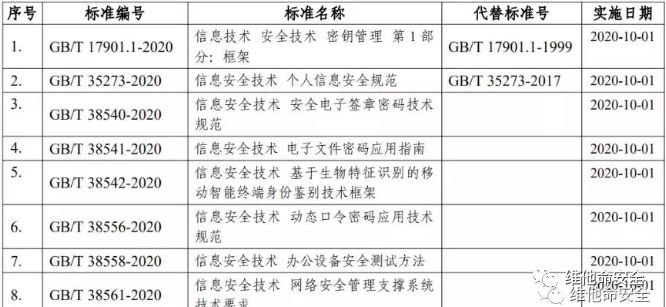 序号 标准编号 标准名称 代替标准号 实施日期
1. GB/T 17901.1-2020 信息技术 安全技术 密钥管理 第1部分：框架 GB/T 17901.1-1999 2020-10-01
2. GB/T 35273-2020 信息安全技术 个人信息安全规范 GB/T 35273-2017 2020-10-01
3. GB/T 38540-2020 信息安全技术 安全电子签章密码技术规范 2020-10-01
4. GB/T 38541-2020 信息安全技术 电子文件密码应用指南 2020-10-01
5. GB/T 38542-2020 信息安全技术 基于生物特征识别的移动智能终端身份鉴别技术框架 2020-10-01
6. GB/T 38556-2020 信息安全技术 动态口令密码应用技术规范 2020-10-01
7. GB/T 38558-2020 信息安全技术 办公设备安全测试方法 2020-10-01
8. GB/T 38561-2020 信息安全技术 网络安全管理支撑系统技术要求 2020-10-01
维他命安全
维他命安全